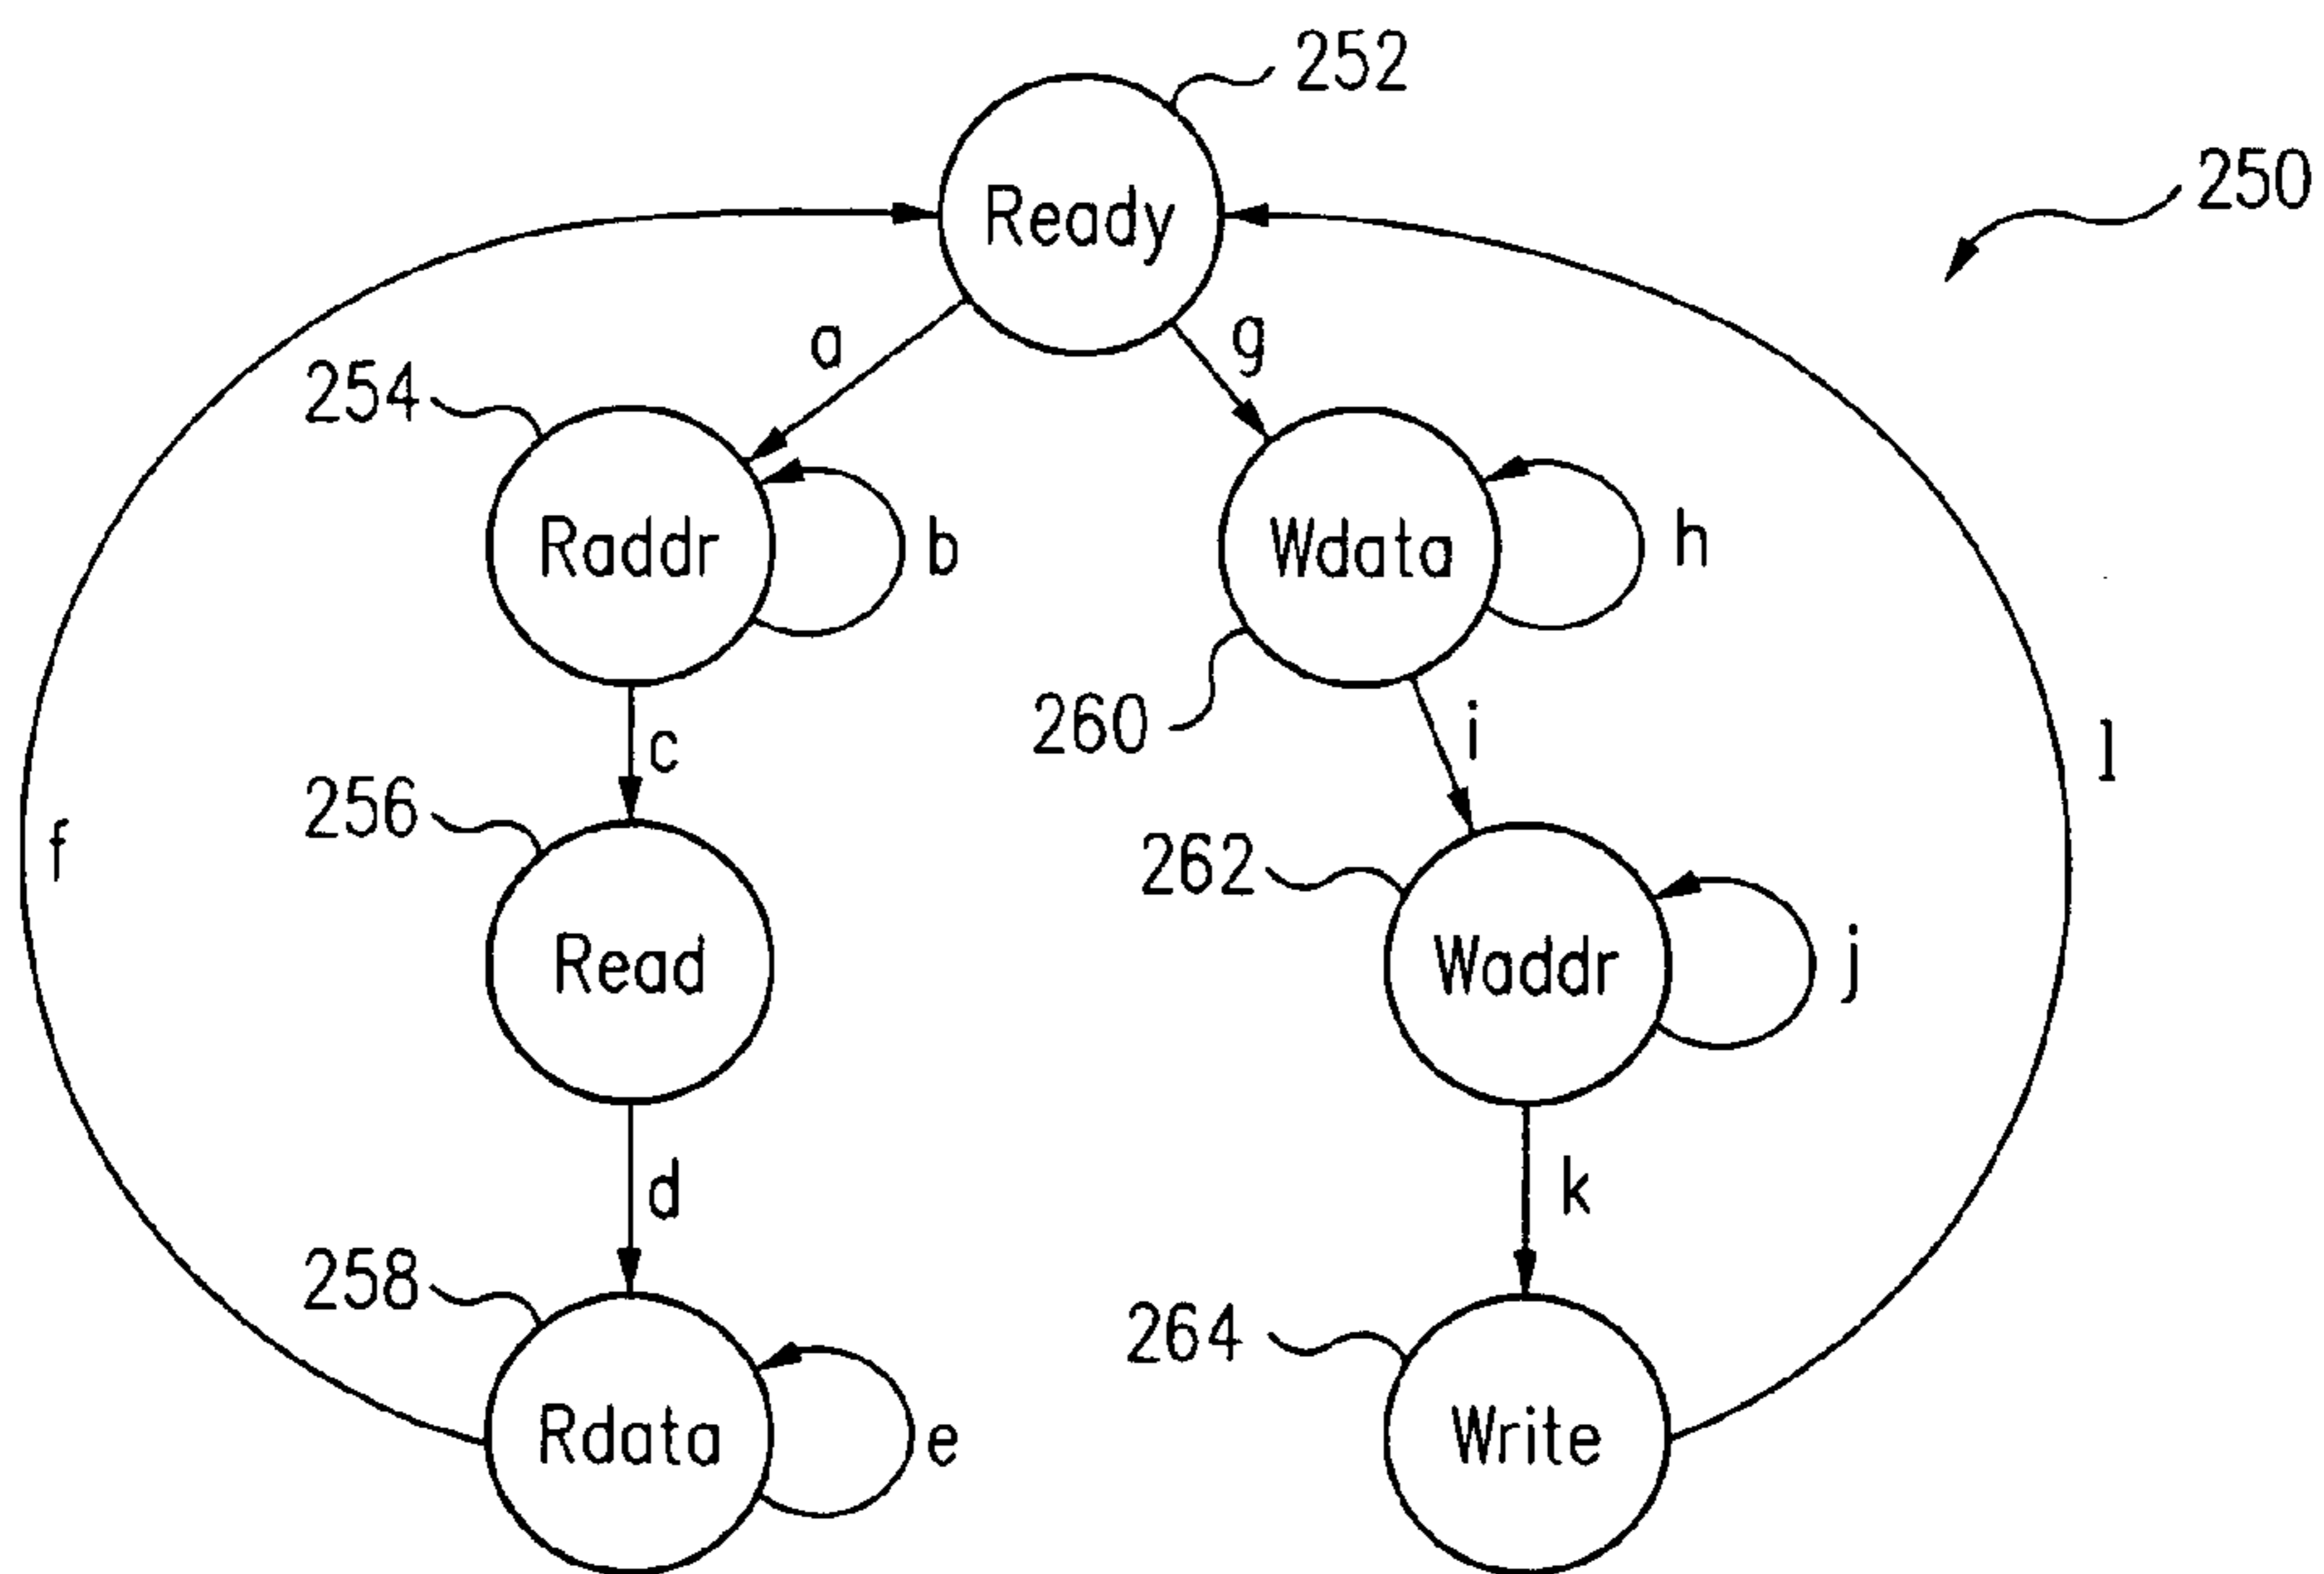 252
250
Ready
a
g
254
Raddr
b
Wdata
h
260
c
i
l
256
f
262
Read
Waddr
j
d
k
258
264
Rdata
e
Write